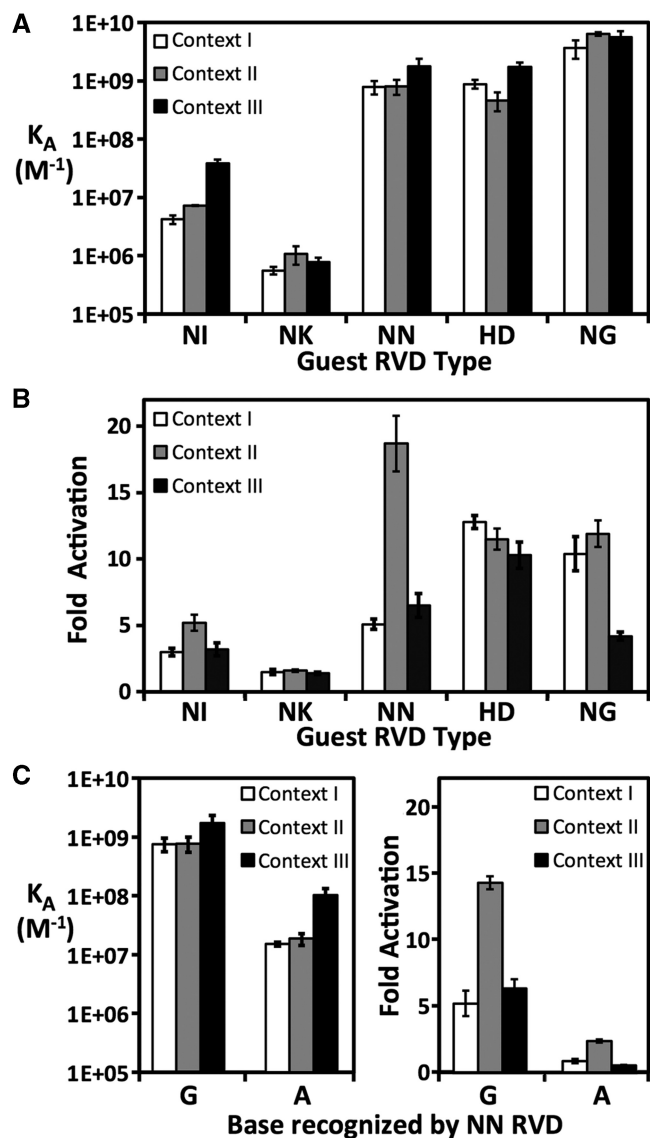 A
1E+10
1E+09
1E+08
1E+07
1E+06
1E+05
KA
(M-1)
Context I
Context II
Context III
NI NK NN HD NG
Guest RVD Type
B
20
15
10
5
0
Fold Activation
Context I
Context II
Context III
NI NK NN HD NG
Guest RVD Type
C
1E+10
1E+09
1E+08
1E+07
1E+06
1E+05
KA
(M-1)
Context I
Context II
Context III
G A
20
15
10
5
0
Fold Activation
Context I
Context II
Context III
G A
Base recognized by NN RVD